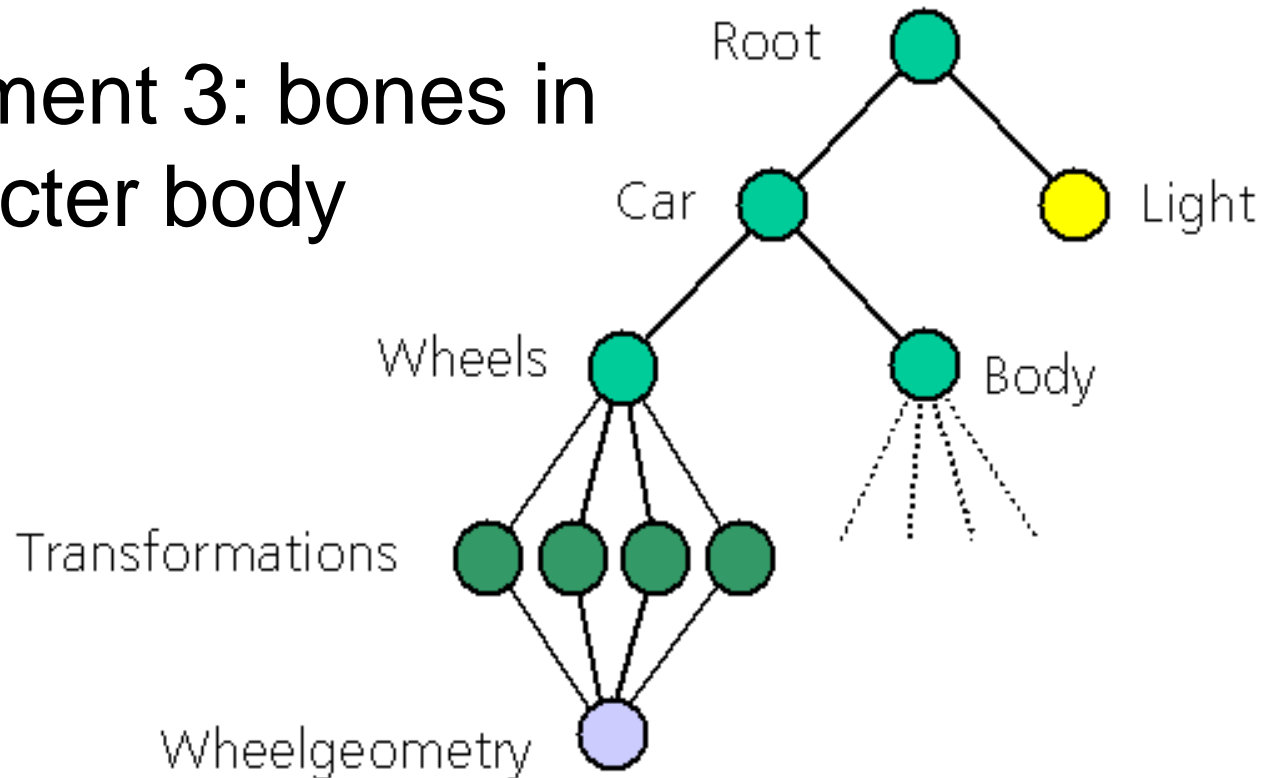 ment 3: bones in
cter body
Root
Car
Light
Wheels
Body
Transformations
Wheelgeometry